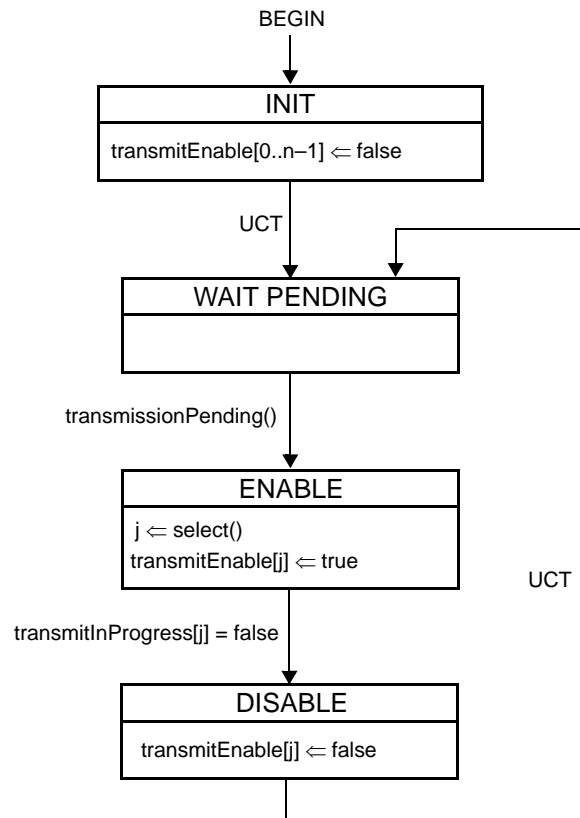 BEGIN
INIT
transmitEnable[0..n–1] ⇐ false
UCT
WAIT PENDING
transmissionPending()
ENABLE
j ⇐ select()
transmitEnable[j] ⇐ true
UCT
transmitInProgress[j] = false
DISABLE
transmitEnable[j] ⇐ false